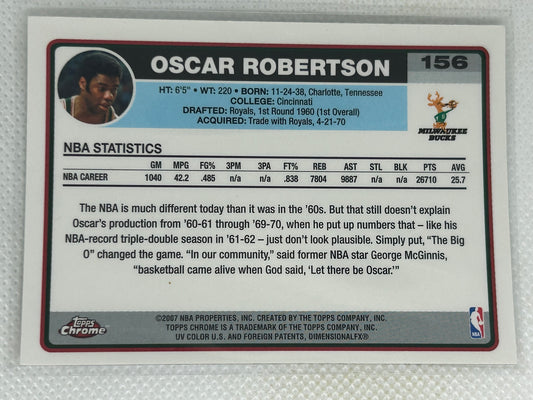 OSCAR ROBERTSON 156
HT: 6'5" • WT: 220 • BORN: 11-24-38, Charlotte, Tennessee
COLLEGE: Cincinnati
DRAFTED: Royals, 1st Round 1960 (1st Overall)
ACQUIRED: Trade with Royals, 4-21-70
MILWAUKEE
BUCKS
NBA STATISTICS
GM MPG FG% 3PM 3PA FT% REB AST STL BLK PTS AVG
NBA CAREER 1040 42.2 .485 n/a n/a .838 7804 9887 n/a n/a 26710 25.7
The NBA is much different today than it was in the '60s. But that still doesn't explain
Oscar's production from '60-61 through '69-70, when he put up numbers that – like his
NBA-record triple-double season in '61-62 – just don't look plausible. Simply put, "The Big
O" changed the game. "In our community," said former NBA star George McGinnis,
"basketball came alive when God said, 'Let there be Oscar.'"
TOPPS
Chrome
©2007 NBA PROPERTIES, INC. CREATED BY THE TOPPS COMPANY, INC.
TOPPS CHROME IS A TRADEMARK OF THE TOPPS COMPANY, INC.
UV COLOR U.S. AND FOREIGN PATENTS, DIMENSIONALFX®
NBA